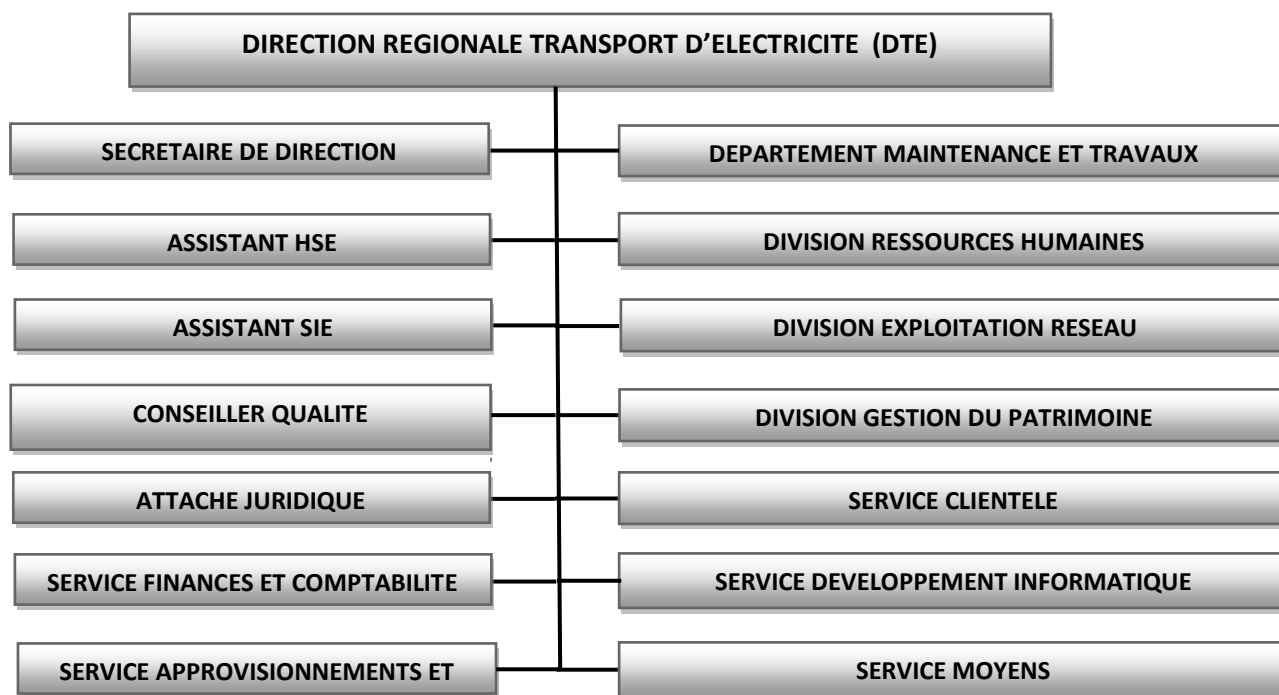 DIRECTION REGIONALE TRANSPORT D’ELECTRICITE (DTE)
SECRETAIRE DE DIRECTION
DEPARTEMENT MAINTENANCE ET TRAVAUX
ASSISTANT HSE
DIVISION RESSOURCES HUMAINES
ASSISTANT SIE
DIVISION EXPLOITATION RESEAU
CONSEILLER QUALITE
DIVISION GESTION DU PATRIMOINE
ATTACHE JURIDIQUE
SERVICE CLIENTELE
SERVICE FINANCES ET COMPTABILITE
SERVICE DEVELOPPEMENT INFORMATIQUE
SERVICE APPROVISIONNEMENTS ET
SERVICE MOYENS